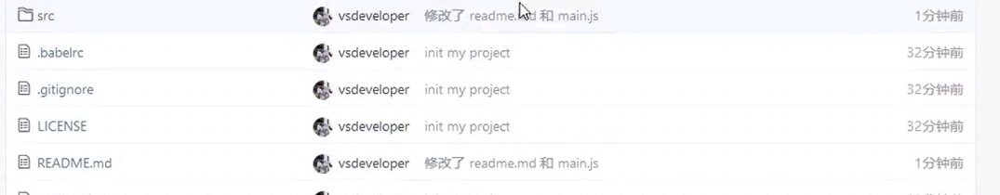 src vsdeveloper 修改了 readme.md 和 main.js 1分钟前
.babelrc vsdeveloper init my project 32分钟前
.gitignore vsdeveloper init my project 32分钟前
LICENSE vsdeveloper init my project 32分钟前
README.md vsdeveloper 修改了 readme.md 和 main.js 1分钟前